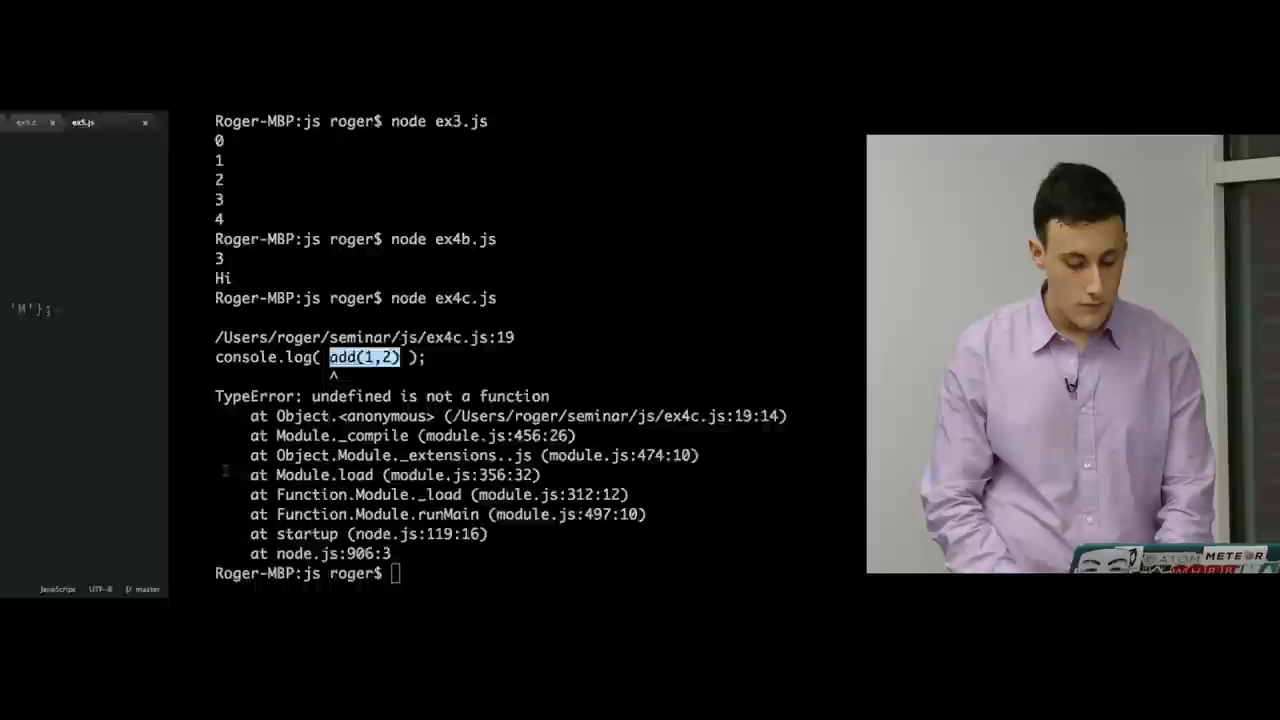 ex5.js
'M'};
JavaScript UTF-8 master
Roger-MBP:js roger$ node ex3.js
0
1
2
3
4
Roger-MBP:js roger$ node ex4b.js
3
Hi
Roger-MBP:js roger$ node ex4c.js
/Users/roger/seminar/js/ex4c.js:19
console.log( add(1,2) );
^
TypeError: undefined is not a function
at Object.<anonymous> (/Users/roger/seminar/js/ex4c.js:19:14)
at Module._compile (module.js:456:26)
at Object.Module._extensions..js (module.js:474:10)
at Module.load (module.js:356:32)
at Function.Module._load (module.js:312:12)
at Function.Module.runMain (module.js:497:10)
at startup (node.js:119:16)
at node.js:906:3
Roger-MBP:js roger$
ATOM METEOR